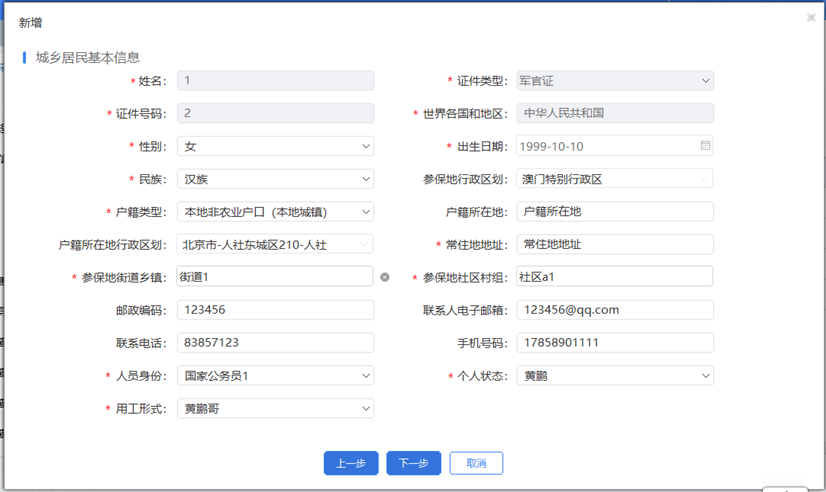 新增
城乡居民基本信息
* 姓名： 1 * 证件类型： 军官证
* 证件号码： 2 * 世界各国和地区： 中华人民共和国
* 性别： 女 * 出生日期： 1999-10-10
* 民族： 汉族 参保地行政区划： 澳门特别行政区
* 户籍类型： 本地非农业户口（本地城镇） 户籍所在地： 户籍所在地
户籍所在地行政区划： 北京市-人社东城区210-人社 * 常住地地址： 常住地地址
* 参保地街道乡镇： 街道1 * 参保地社区村组： 社区a1
邮政编码： 123456 联系人电子邮箱： 123456@qq.com
联系电话： 83857123 手机号码： 17858901111
* 人员身份： 国家公务员1 * 个人状态： 黄鹏
* 用工形式： 黄鹏哥
上一步 下一步 取消